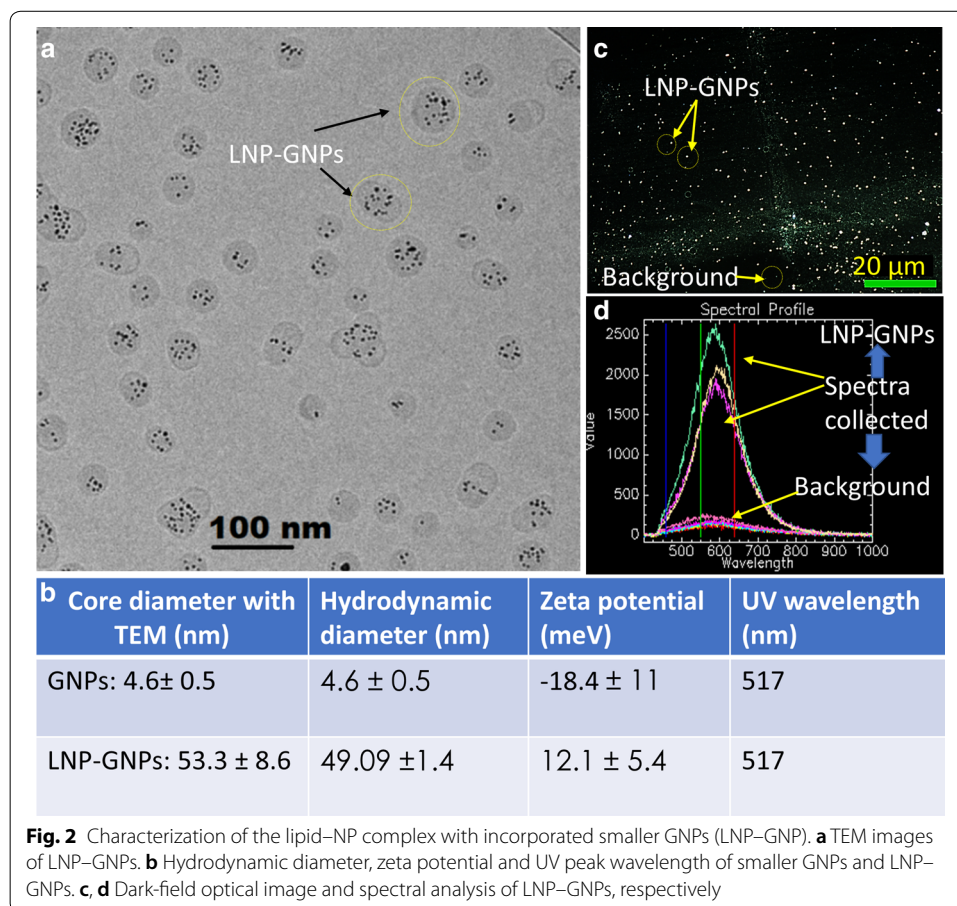 a
LNP-GNPs
100 nm
c
LNP-GNPs
Background
20 µm
d
Spectral Profile
LNP-GNPs
Spectra
collected
Background
Value
2500
2000
1500
1000
500
0
500 600 700 800 900 1000
Wavelength
b Core diameter with TEM (nm) Hydrodynamic diameter (nm) Zeta potential (meV) UV wavelength (nm)
GNPs: 4.6± 0.5 4.6 ± 0.5 -18.4 ± 11 517
LNP-GNPs: 53.3 ± 8.6 49.09 ±1.4 12.1 ± 5.4 517
Fig. 2 Characterization of the lipid–NP complex with incorporated smaller GNPs (LNP–GNP). a TEM images
of LNP–GNPs. b Hydrodynamic diameter, zeta potential and UV peak wavelength of smaller GNPs and LNP–
GNPs. c, d Dark-field optical image and spectral analysis of LNP–GNPs, respectively